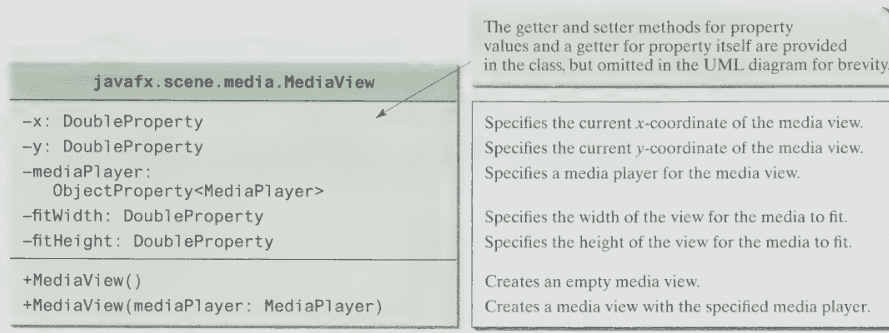 The getter and setter methods for property
values and a getter for property itself are provided
in the class, but omitted in the UML diagram for brevity.
javafx.scene.media.MediaView
-x: DoubleProperty
-y: DoubleProperty
-mediaPlayer:
ObjectProperty<MediaPlayer>
-fitWidth: DoubleProperty
-fitHeight: DoubleProperty
+MediaView()
+MediaView(mediaPlayer: MediaPlayer)
Specifies the current x-coordinate of the media view.
Specifies the current y-coordinate of the media view.
Specifies a media player for the media view.
Specifies the width of the view for the media to fit.
Specifies the height of the view for the media to fit.
Creates an empty media view.
Creates a media view with the specified media player.